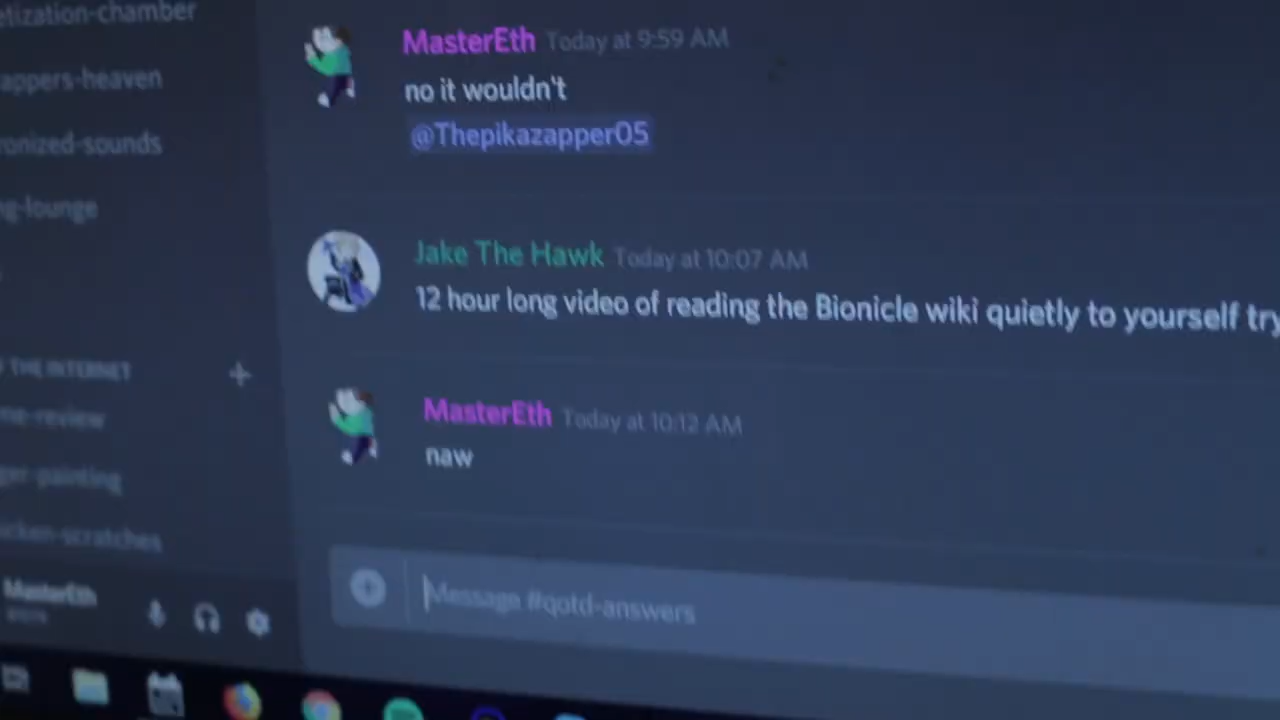 etization-chamber
appers-heaven
ronized-sounds
g-lounge
THE INTERNET
me-review
ger-painting
icken-scratches
MasterEth
MasterEth Today at 9:59 AM
no it wouldn't
@Thepikazapper05
Jake The Hawk Today at 10:07 AM
12 hour long video of reading the Bionicle wiki quietly to yourself try
MasterEth Today at 10:12 AM
naw
Message #qotd-answers